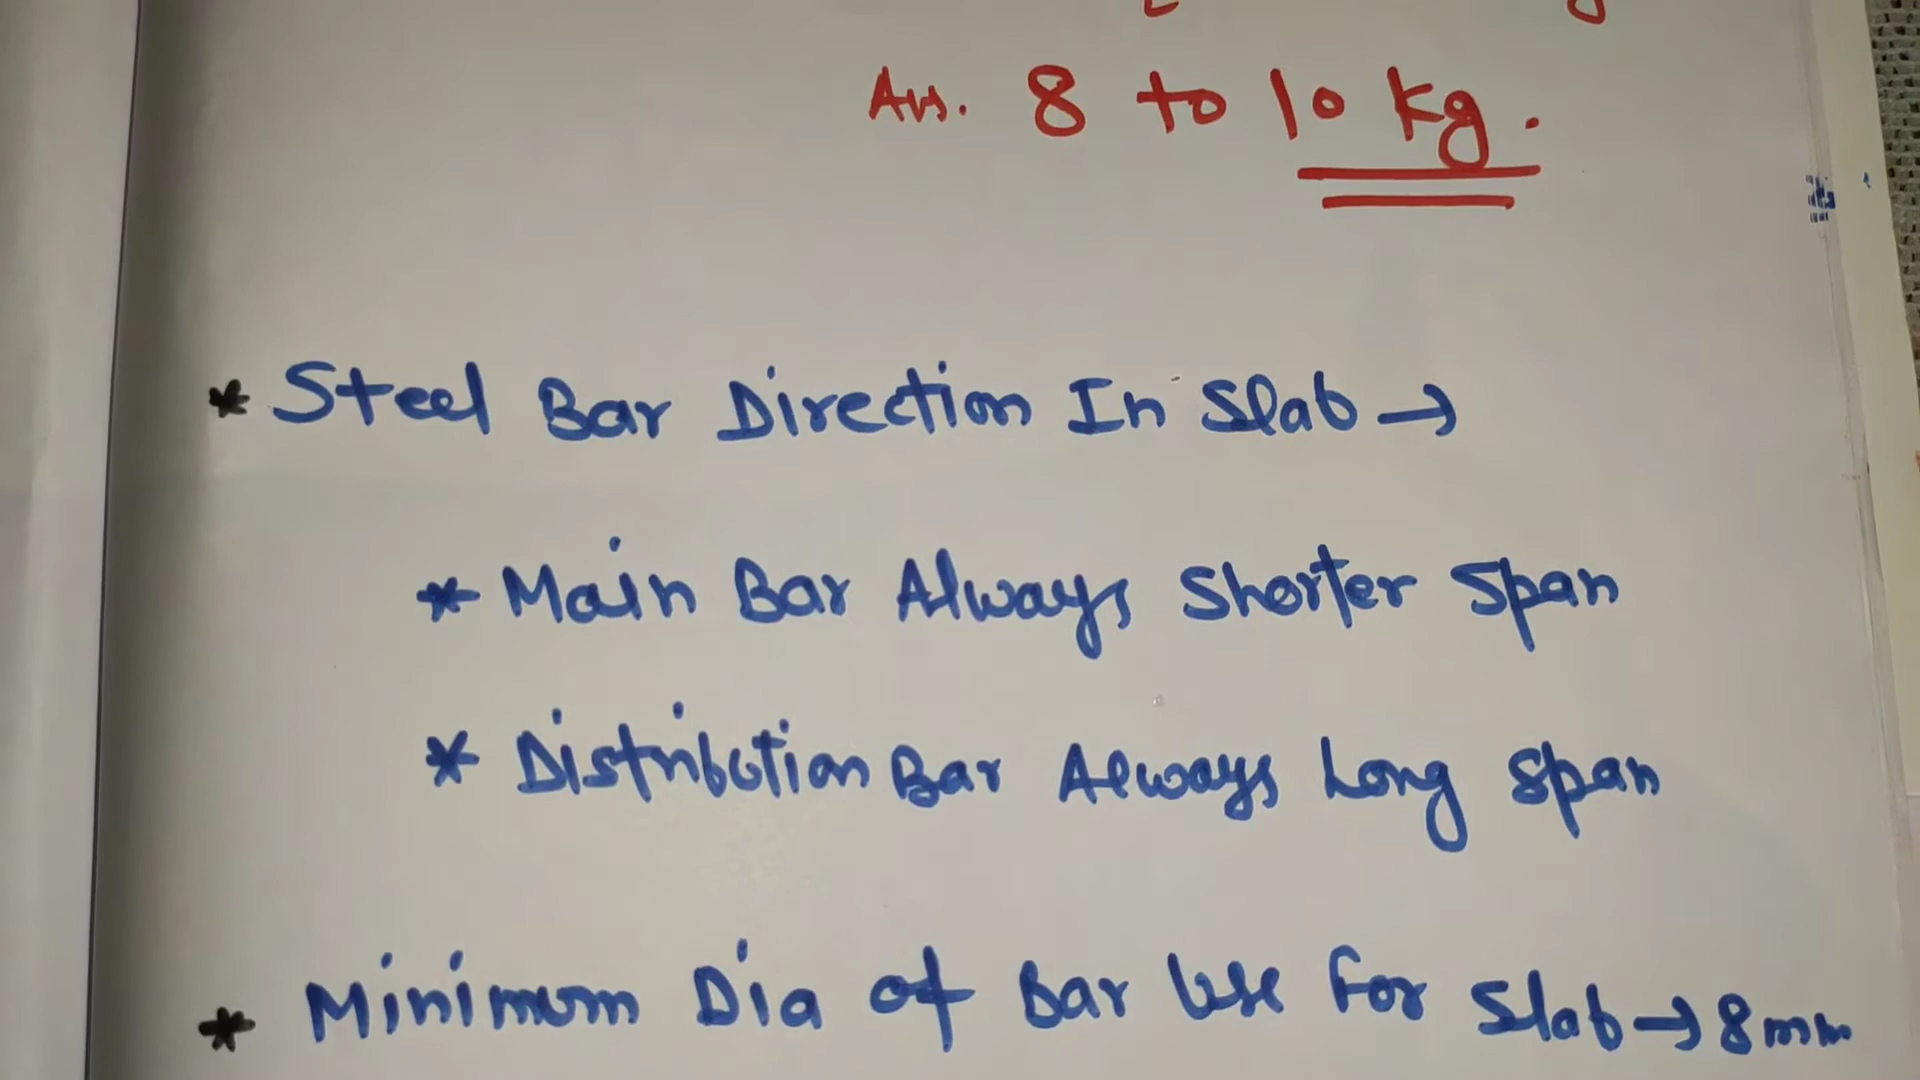 Ans. 8 to 10 kg.
* Steel Bar Direction In Slab →
* Main Bar Always Shorter Span
* Distribution Bar Always Long Span
* Minimum Dia of Bar Use For Slab → 8mm